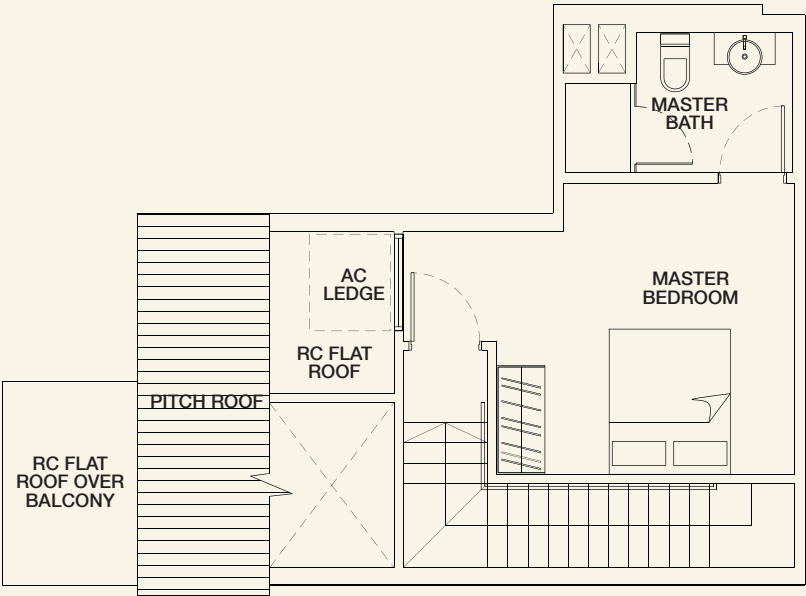 MASTER
BATH
AC
LEDGE
MASTER
BEDROOM
RC FLAT
ROOF
PITCH ROOF
RC FLAT
ROOF OVER
BALCONY